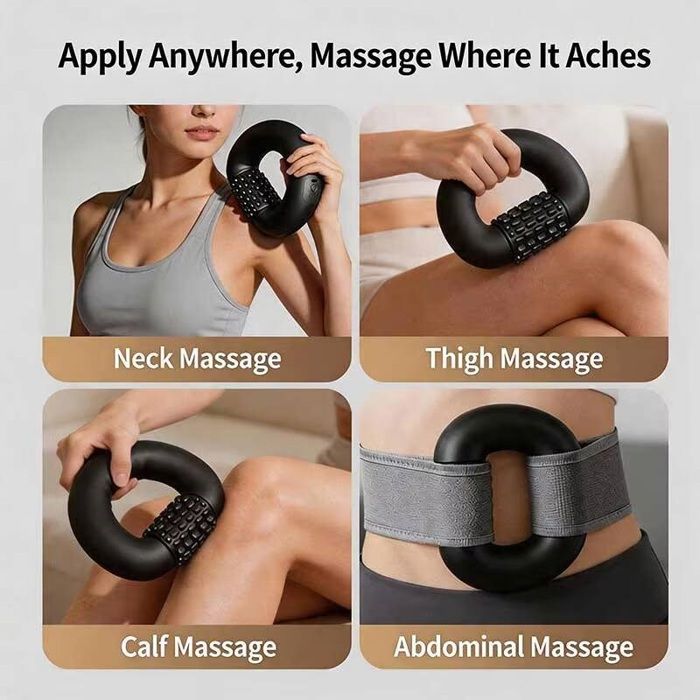 Apply Anywhere, Massage Where It Aches
Neck Massage
Thigh Massage
Calf Massage
Abdominal Massage